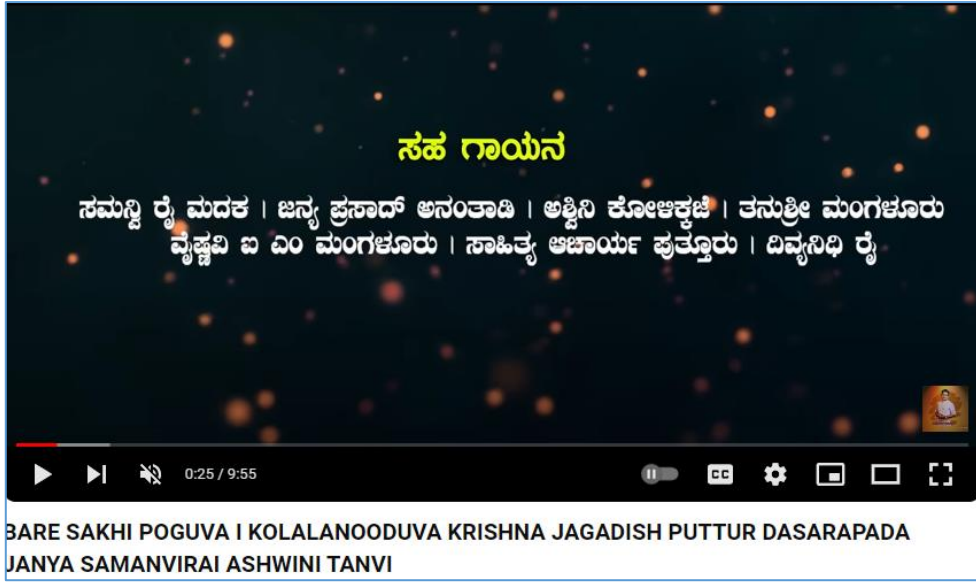 ಸಹ ಗಾಯನ
ಸಮನ್ವಿ ರೈ ಮದಕ । ಜನ್ಯ ಪ್ರಸಾದ್ ಅನಂತಾಡಿ । ಅಶ್ವಿನಿ ಕೋಳಿಕ್ಕಜೆ । ತನುಶ್ರೀ ಮಂಗಳೂರು
ವೈಷ್ಣವಿ ಐ ಎಂ ಮಂಗಳೂರು । ಸಾಹಿತ್ಯ ಆಚಾರ್ಯ ಪುತ್ತೂರು । ದಿವ್ಯನಿಧಿ ರೈ
0:25 / 9:55
CC
BARE SAKHI POGUVA I KOLALANOODUVA KRISHNA JAGADISH PUTTUR DASARAPADA
JANYA SAMANVIRAI ASHWINI TANVI